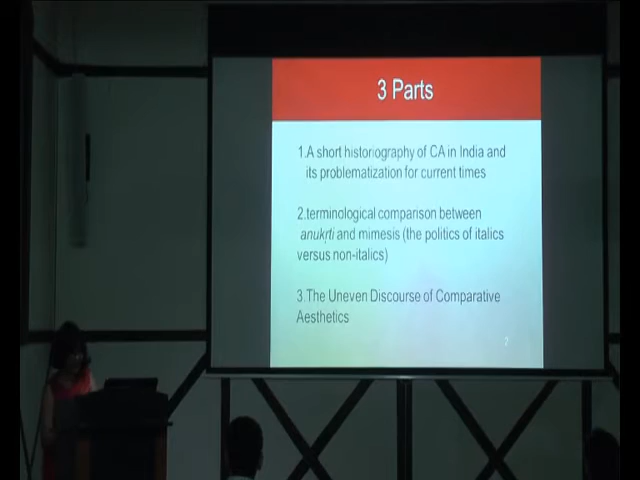 3 Parts
1.A short historiography of CA in India and
its problematization for current times
2.terminological comparison between
anukṛti and mimesis (the politics of italics
versus non-italics)
3.The Uneven Discourse of Comparative
Aesthetics